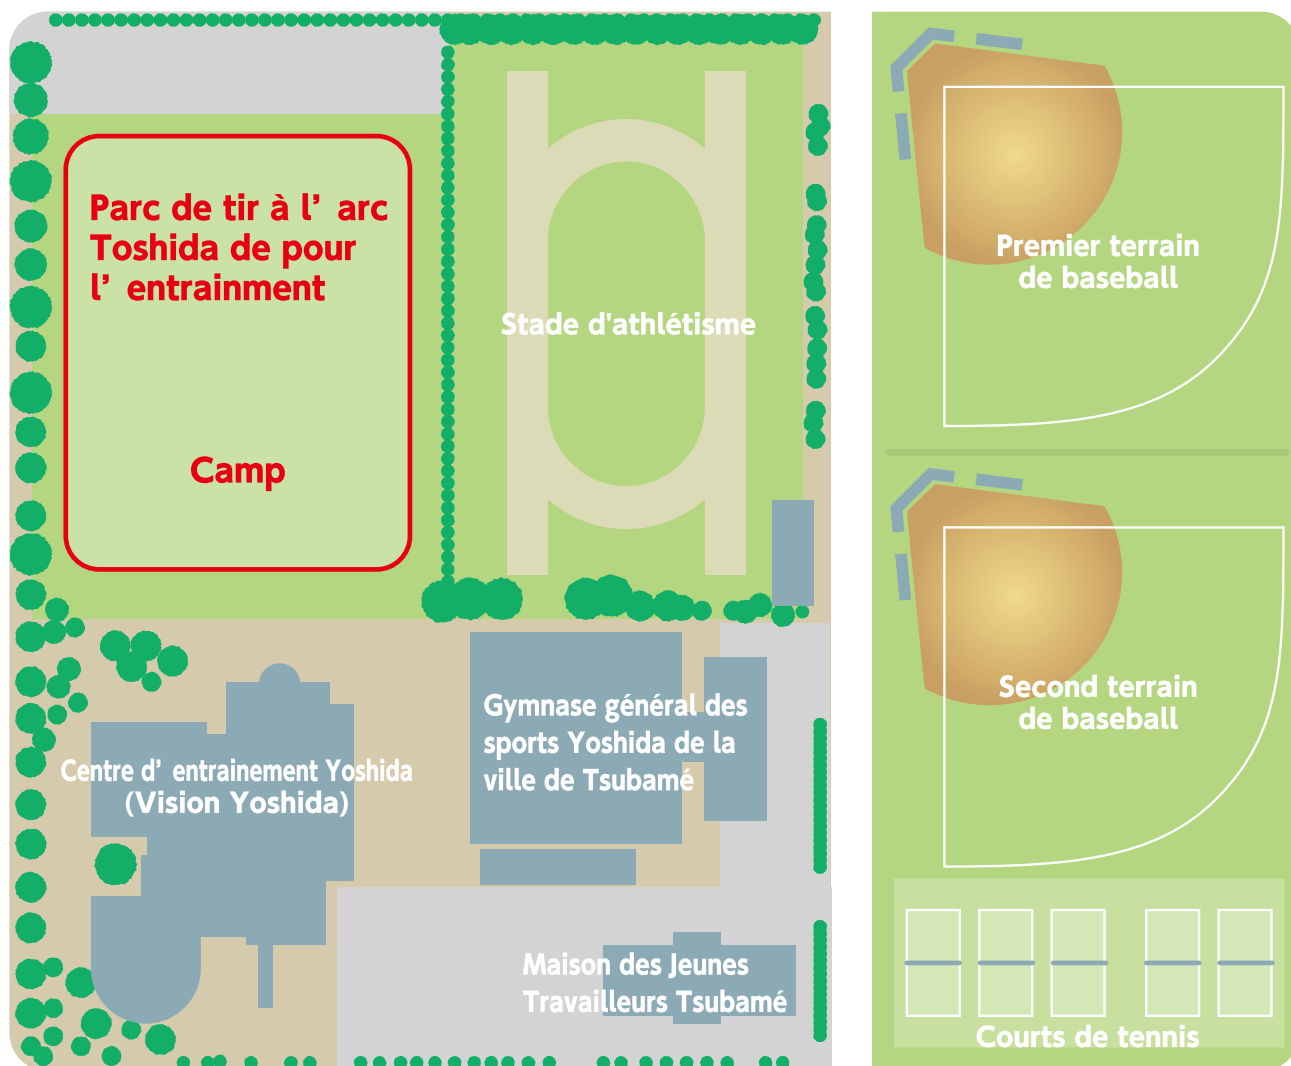 Parc de tir à l’ arc
Toshida de pour
l’ entrainment
Camp
Stade d'athlétisme
Premier terrain
de baseball
Second terrain
de baseball
Gymnase général des
sports Yoshida de la
ville de Tsubamé
Centre d’ entrainement Yoshida
(Vision Yoshida)
Maison des Jeunes
Travailleurs Tsubamé
Courts de tennis